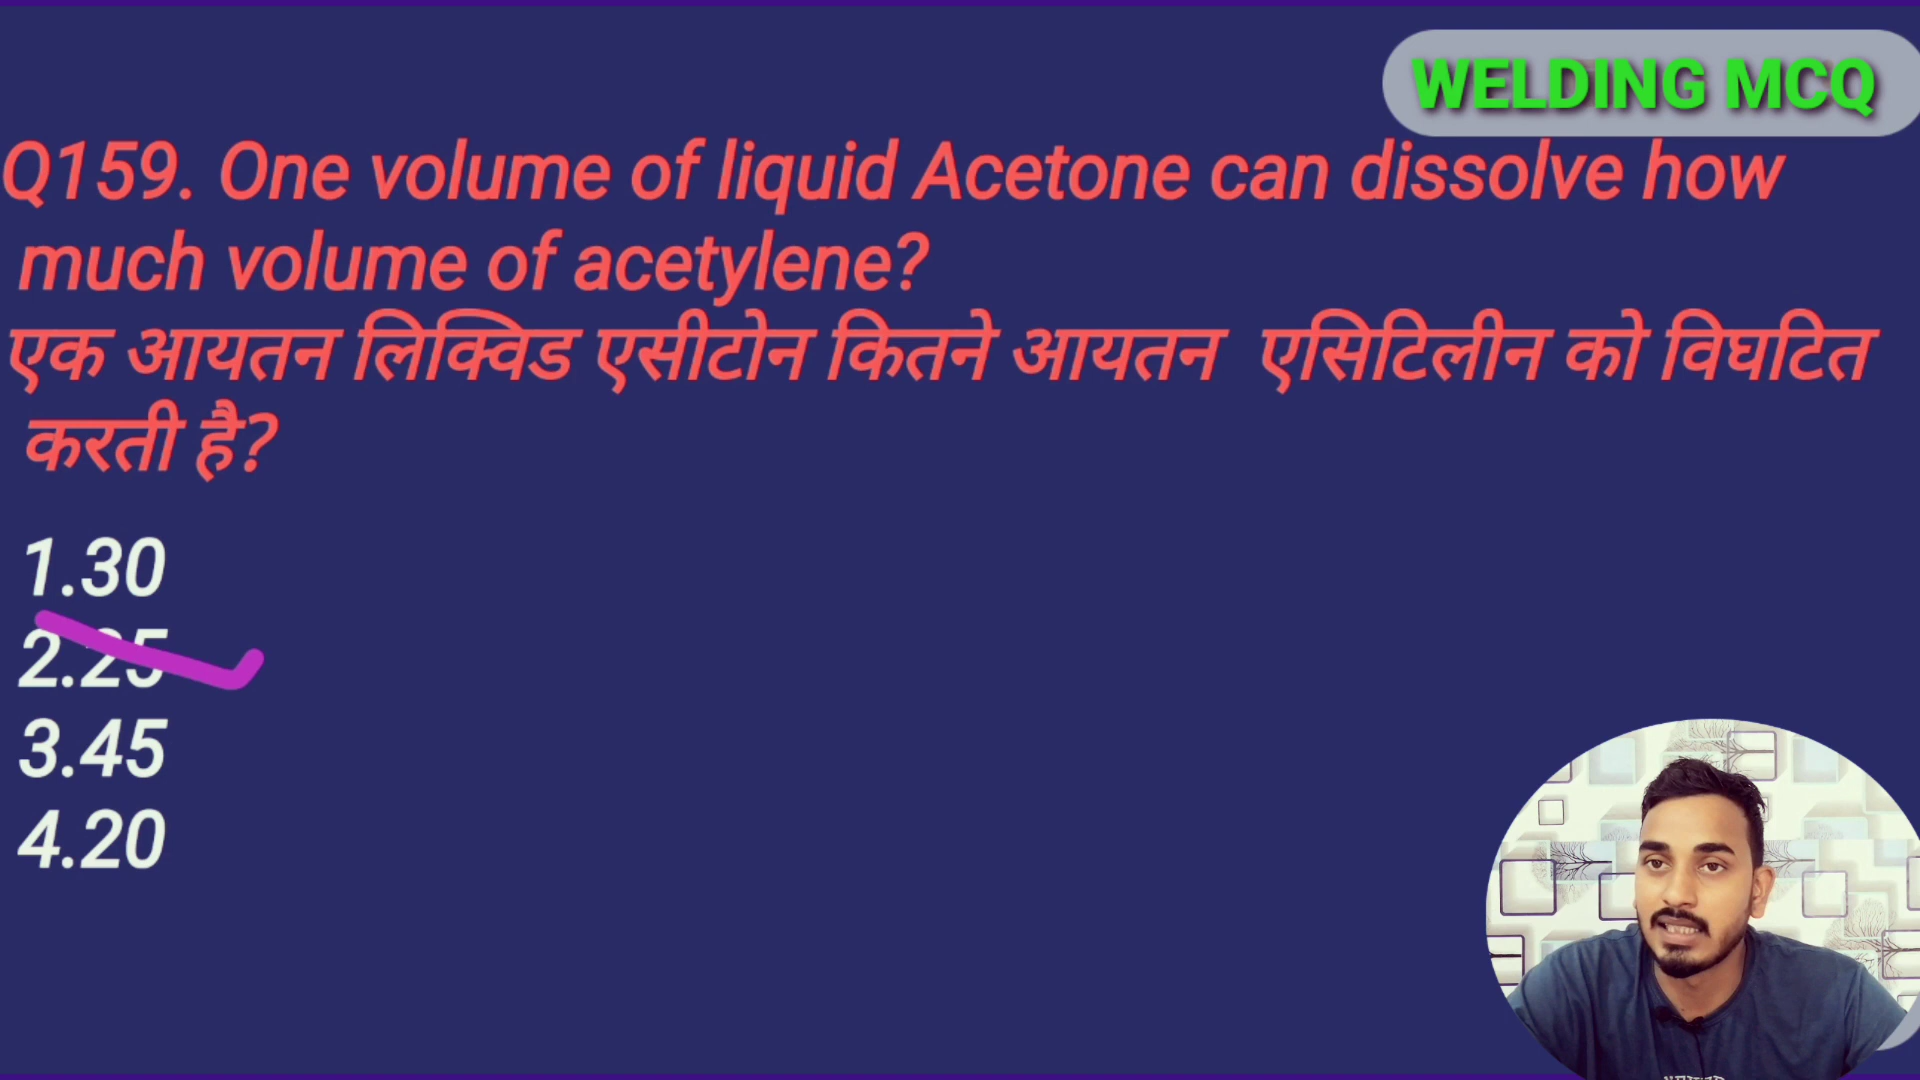 WELDING MCQ
Q159. One volume of liquid Acetone can dissolve how
much volume of acetylene?
एक आयतन लिक्विड एसीटोन कितने आयतन एसिटिलीन को विघटित
करती है?
1.30
2.25
3.45
4.20